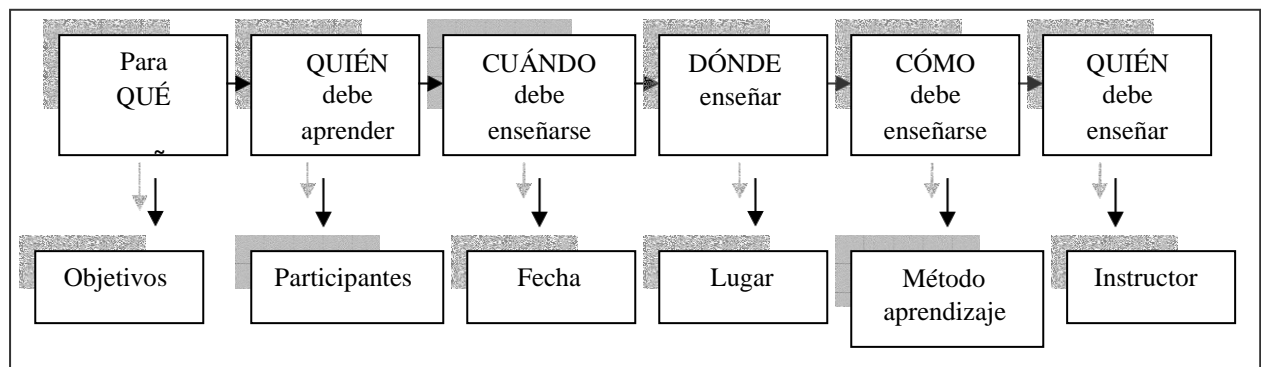 Para
QUÉ
QUIÉN
debe
aprender
CUÁNDO
debe
enseñarse
DÓNDE
enseñar
CÓMO
debe
enseñarse
QUIÉN
debe
enseñar
Objetivos
Participantes
Fecha
Lugar
Método
aprendizaje
Instructor